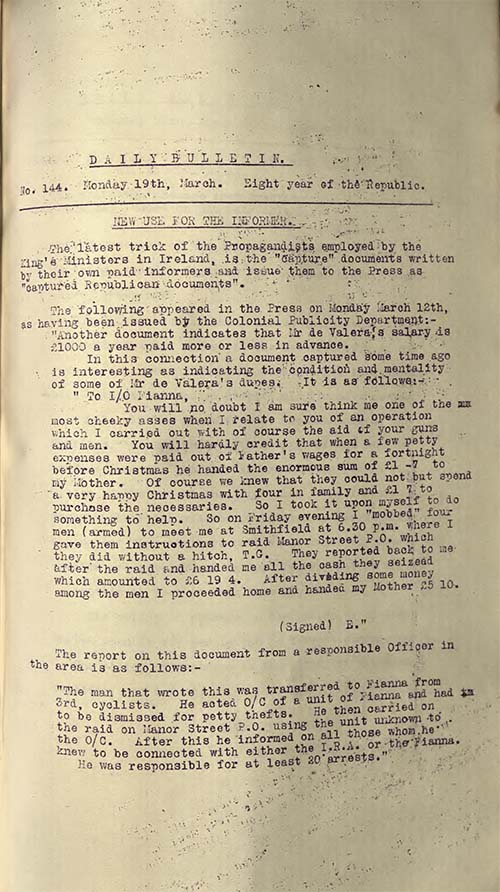 DAILY BULLETIN.
No. 144. Monday 19th, March. Eight year of the Republic.
NEW USE FOR THE INFORMER.
The latest trick of the Propagandists employed by the
King's Ministers in Ireland, is the "capture" documents written
by their own paid informers and issue them to the Press as
"captured Republican documents".
The following appeared in the Press on Monday March 12th,
as having been issued by the Colonial Publicity Department:-
"Another document indicates that Mr de Valera's salary is
£1000 a year paid more or less in advance.
In this connection a document captured some time ago
is interesting as indicating the condition and mentality
of some of Mr de Valera's dupes. It is as follows:-
" To I/O Fianna,
You will no doubt I am sure think me one of the
most cheeky asses when I relate to you of an operation
which I carried out with of course the aid of your guns
and men. You will hardly credit that when a few petty
expenses were paid out of Father's wages for a fortnight
before Christmas he handed the enormous sum of £1 -7 to
my Mother. Of course we knew that they could not but spend
a very happy Christmas with four in family and £1 7 to
purchase the necessaries. So I took it upon myself to do
something to help. So on Friday evening I "mobbed" four
men (armed) to meet me at Smithfield at 6.30 p.m. where I
gave them instructions to raid Manor Street P.O. which
they did without a hitch, T.G. They reported back to me
after the raid and handed me all the cash they seizead
which amounted to £6 19 4. After dividing some money
among the men I proceeded home and handed my Mother £5 10.
(Signed) E."
The report on this document from a responsible Officer in
the area is as follows:-
"The man that wrote this was transferred to Fianna from
3rd, cyclists. He acted O/C of a unit of Fianna and had
to be dismissed for petty thefts. He then carried on
the raid on Manor Street P.O. using the unit unknown to
the O/C. After this he informed on all those whom he
knew to be connected with either the I.R.A. or the Fianna.
He was responsible for at least 20 arrests."